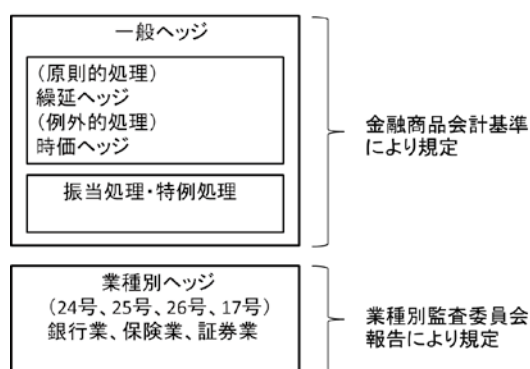 一般ヘッジ
(原則的処理)
繰延ヘッジ
(例外的処理)
時価ヘッジ
振当処理・特例処理
金融商品会計基準
により規定
業種別ヘッジ
(24号、25号、26号、17号)
銀行業、保険業、証券業
業種別監査委員会
報告により規定